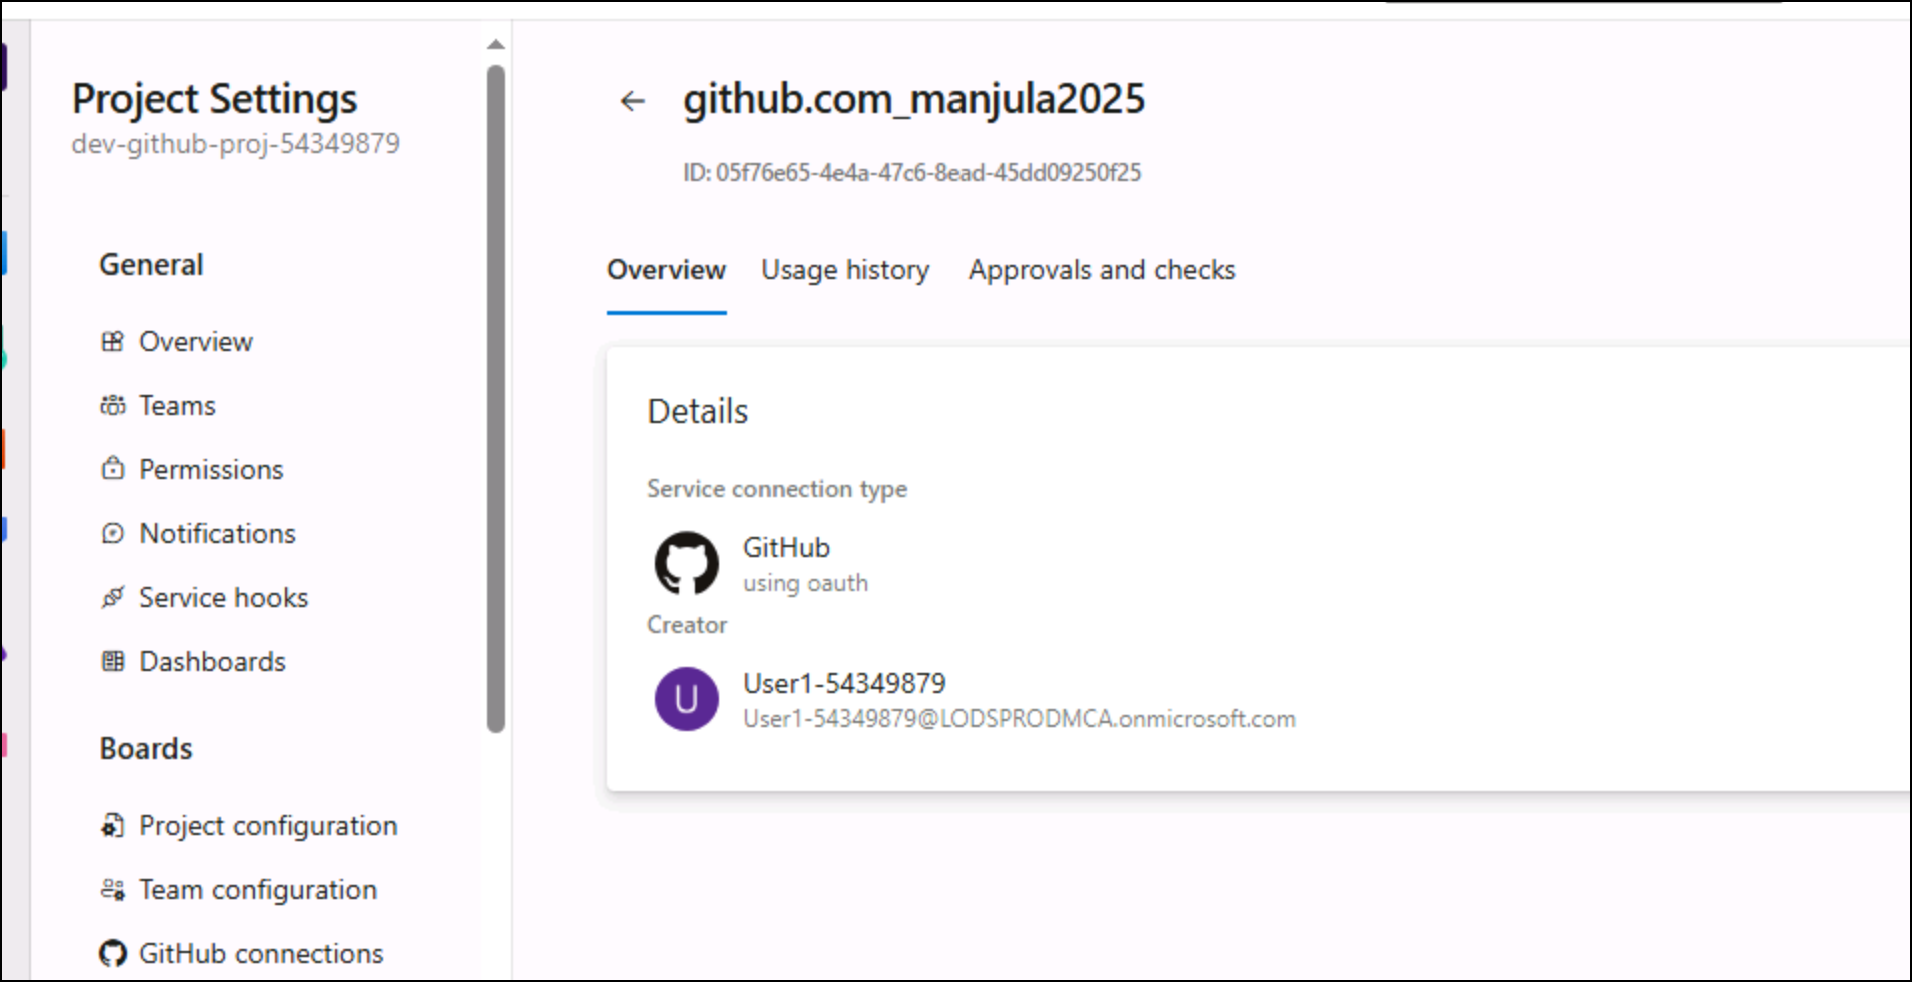 Project Settings
dev-github-proj-54349879
General
Overview
Teams
Permissions
Notifications
Service hooks
Dashboards
Boards
Project configuration
Team configuration
GitHub connections
github.com_manjula2025
ID: 05f76e65-4e4a-47c6-8ead-45dd09250f25
Overview Usage history Approvals and checks
Details
Service connection type
GitHub
using oauth
Creator
U
User1-54349879
User1-54349879@LODSPRODMCA.onmicrosoft.com